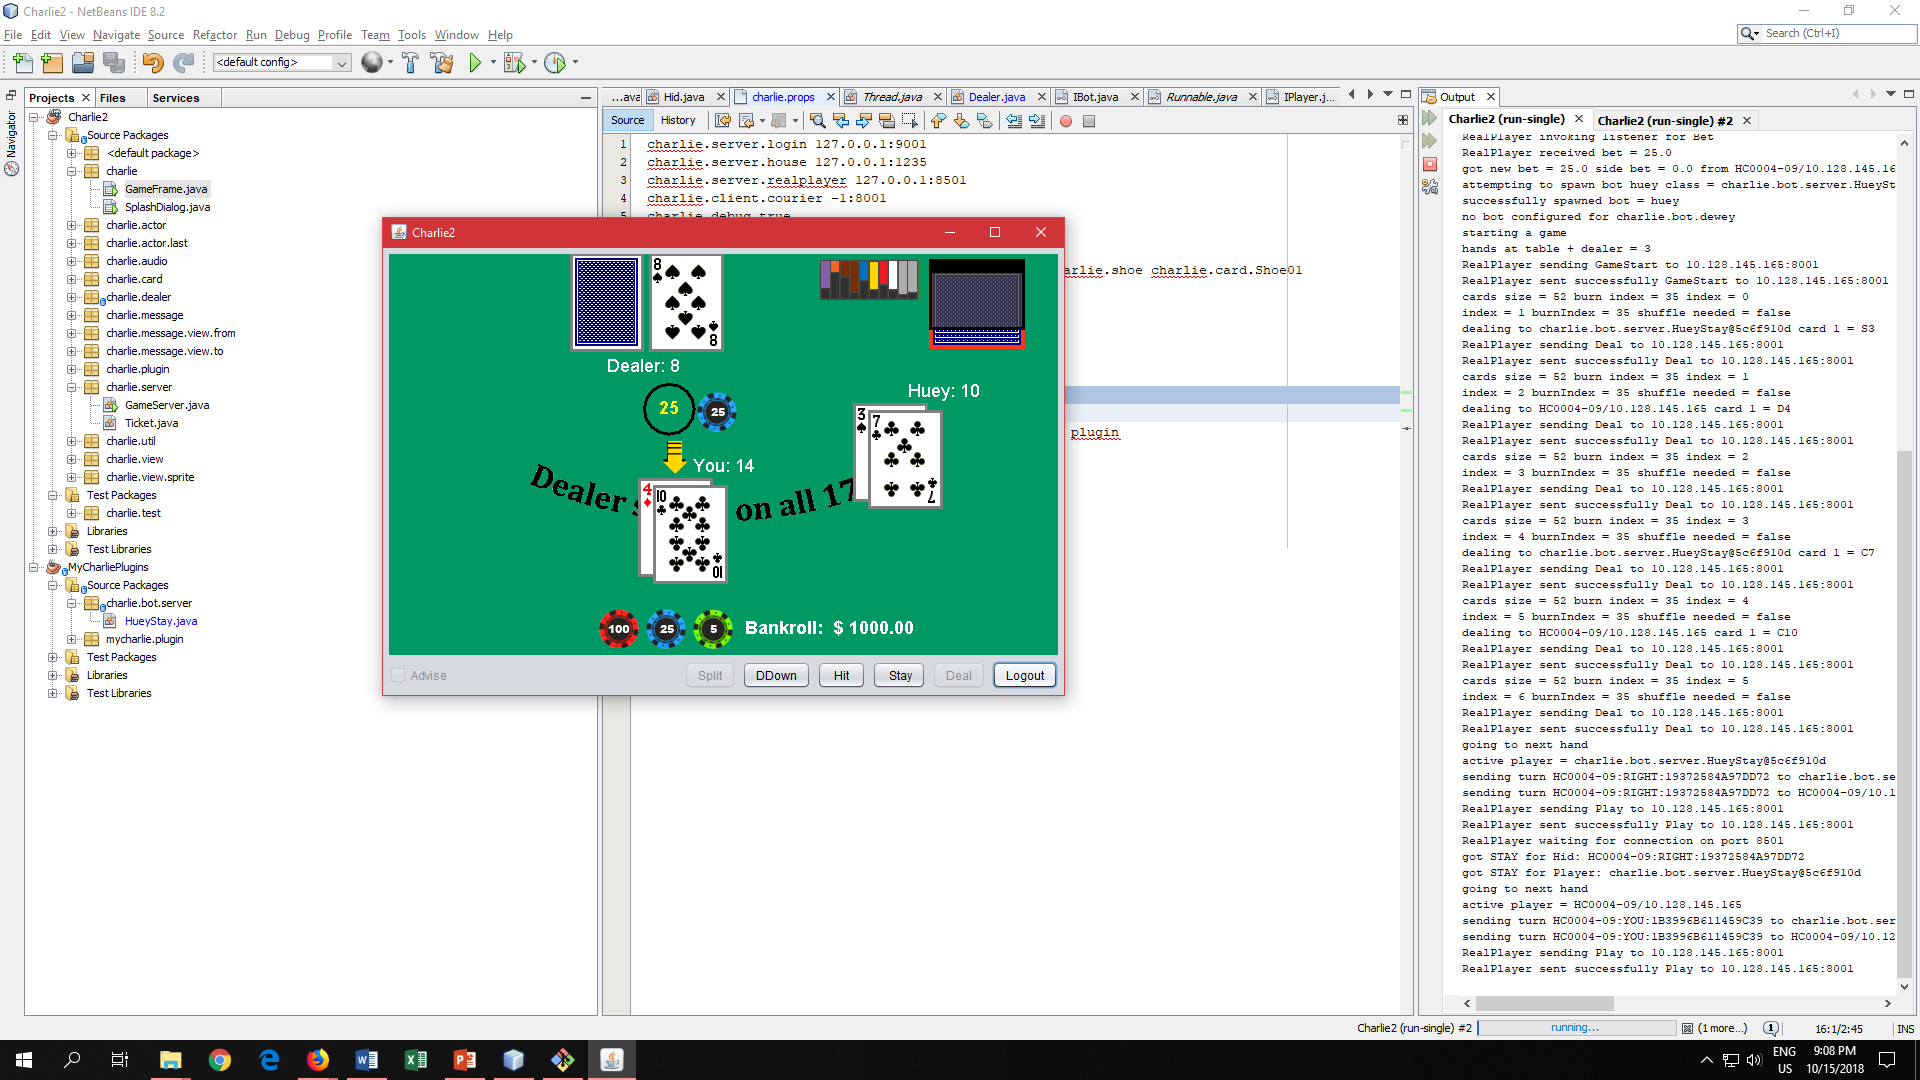 Charlie2 - NetBeans IDE 8.2
File Edit View Navigate Source Refactor Run Debug Profile Team Tools Window Help
Search (Ctrl+I)
<default config>
Navigator
Projects
Files
Services
Charlie2
Source Packages
<default package>
charlie
GameFrame.java
SplashDialog.java
charlie.actor
charlie.actor.last
charlie.audio
charlie.card
charlie.dealer
charlie.message
charlie.message.view.from
charlie.message.view.to
charlie.plugin
charlie.server
GameServer.java
Ticket.java
charlie.util
charlie.view
charlie.view.sprite
Test Packages
charlie.test
Libraries
Test Libraries
MyCharliePlugins
Source Packages
charlie.bot.server
HueyStay.java
mycharlie.plugin
Test Packages
Libraries
Test Libraries
...ava Hid.java charlie.props Thread.java Dealer.java IBot.java Runnable.java IPlayer.j...
Source History
1 charlie.server.login 127.0.0.1:9001
2 charlie.server.house 127.0.0.1:1235
3 charlie.server.realplayer 127.0.0.1:8501
4 charlie.client.courier -1:8001
5 charlie.debug true
arlie.shoe charlie.card.Shoe01
plugin
Charlie2
8
8
Dealer: 8
25
25
Huey: 10
3
7
7
You: 14
4
10
10
Dealer s on all 17
100 25 5 Bankroll: $ 1000.00
Advise Split DDown Hit Stay Deal Logout
Output
Charlie2 (run-single) Charlie2 (run-single) #2
RealPlayer invoking listener for Bet
RealPlayer received bet = 25.0
got new bet = 25.0 side bet = 0.0 from HC0004-09/10.128.145.16
attempting to spawn bot huey class = charlie.bot.server.HueySt
successfully spawned bot = huey
no bot configured for charlie.bot.dewey
starting a game
hands at table + dealer = 3
RealPlayer sending GameStart to 10.128.145.165:8001
RealPlayer sent successfully GameStart to 10.128.145.165:8001
cards size = 52 burn index = 35 index = 0
index = 1 burnIndex = 35 shuffle needed = false
dealing to charlie.bot.server.HueyStay@5c6f910d card 1 = S3
RealPlayer sending Deal to 10.128.145.165:8001
RealPlayer sent successfully Deal to 10.128.145.165:8001
cards size = 52 burn index = 35 index = 1
index = 2 burnIndex = 35 shuffle needed = false
dealing to HC0004-09/10.128.145.165 card 1 = D4
RealPlayer sending Deal to 10.128.145.165:8001
RealPlayer sent successfully Deal to 10.128.145.165:8001
cards size = 52 burn index = 35 index = 2
index = 3 burnIndex = 35 shuffle needed = false
RealPlayer sending Deal to 10.128.145.165:8001
RealPlayer sent successfully Deal to 10.128.145.165:8001
cards size = 52 burn index = 35 index = 3
index = 4 burnIndex = 35 shuffle needed = false
dealing to charlie.bot.server.HueyStay@5c6f910d card 1 = C7
RealPlayer sending Deal to 10.128.145.165:8001
RealPlayer sent successfully Deal to 10.128.145.165:8001
cards size = 52 burn index = 35 index = 4
index = 5 burnIndex = 35 shuffle needed = false
dealing to HC0004-09/10.128.145.165 card 1 = C10
RealPlayer sending Deal to 10.128.145.165:8001
RealPlayer sent successfully Deal to 10.128.145.165:8001
cards size = 52 burn index = 35 index = 5
index = 6 burnIndex = 35 shuffle needed = false
RealPlayer sending Deal to 10.128.145.165:8001
RealPlayer sent successfully Deal to 10.128.145.165:8001
going to next hand
active player = charlie.bot.server.HueyStay@5c6f910d
sending turn HC0004-09:RIGHT:19372584A97DD72 to charlie.bot.se
sending turn HC0004-09:RIGHT:19372584A97DD72 to HC0004-09/10.1
RealPlayer sending Play to 10.128.145.165:8001
RealPlayer sent successfully Play to 10.128.145.165:8001
RealPlayer waiting for connection on port 8501
got STAY for Hid: HC0004-09:RIGHT:19372584A97DD72
got STAY for Player: charlie.bot.server.HueyStay@5c6f910d
going to next hand
active player = HC0004-09/10.128.145.165
sending turn HC0004-09:YOU:1B3996B611459C39 to charlie.bot.ser
sending turn HC0004-09:YOU:1B3996B611459C39 to HC0004-09/10.12
RealPlayer sending Play to 10.128.145.165:8001
RealPlayer sent successfully Play to 10.128.145.165:8001
Charlie2 (run-single) #2 running... (1 more...) 1 16:1/2:45 INS
ENG
US
9:08 PM
10/15/2018